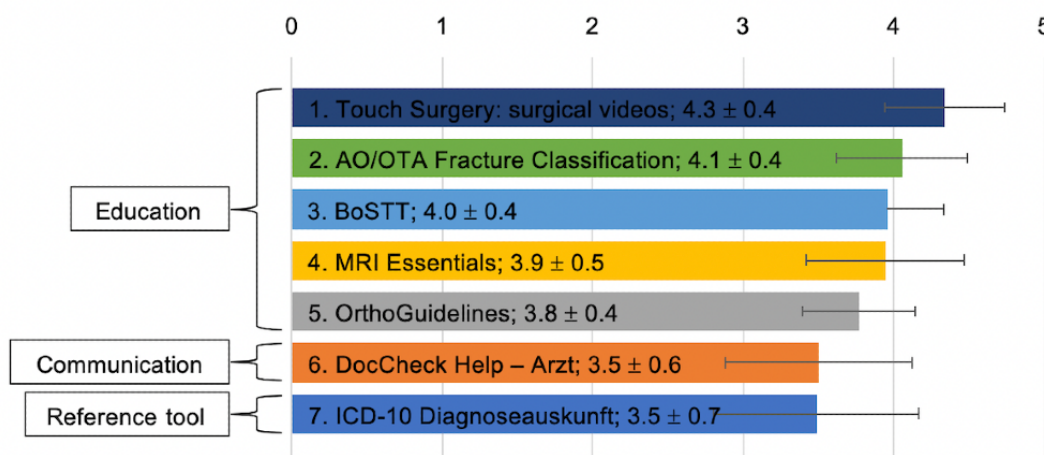 0 1 2 3 4 5
1. Touch Surgery: surgical videos; 4.3 ± 0.4
2. AO/OTA Fracture Classification; 4.1 ± 0.4
Education
3. BoSTT; 4.0 ± 0.4
4. MRI Essentials; 3.9 ± 0.5
5. OrthoGuidelines; 3.8 ± 0.4
Communication
6. DocCheck Help – Arzt; 3.5 ± 0.6
Reference tool
7. ICD-10 Diagnoseauskunft; 3.5 ± 0.7